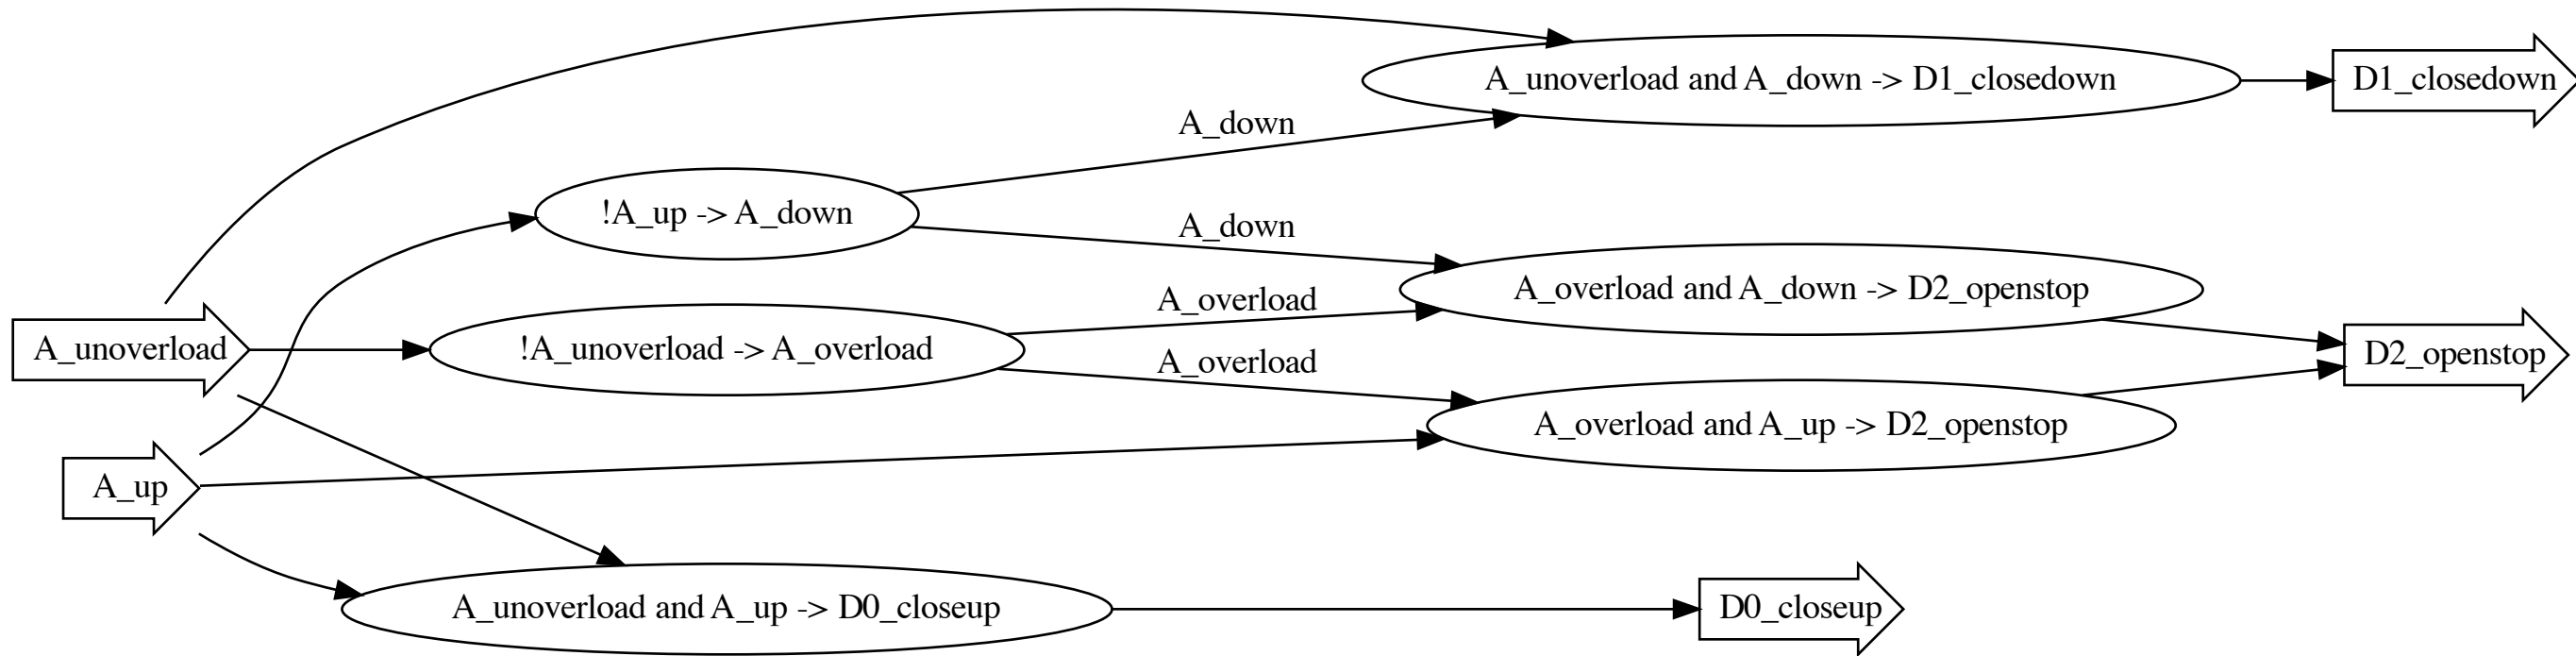 A_unoverload and A_down -> D1_closedown
D1_closedown
A_down
!A_up -> A_down
A_down
A_overload and A_down -> D2_openstop
A_overload
A_unoverload
!A_unoverload -> A_overload
D2_openstop
A_overload
A_overload and A_up -> D2_openstop
A_up
A_unoverload and A_up -> D0_closeup
D0_closeup